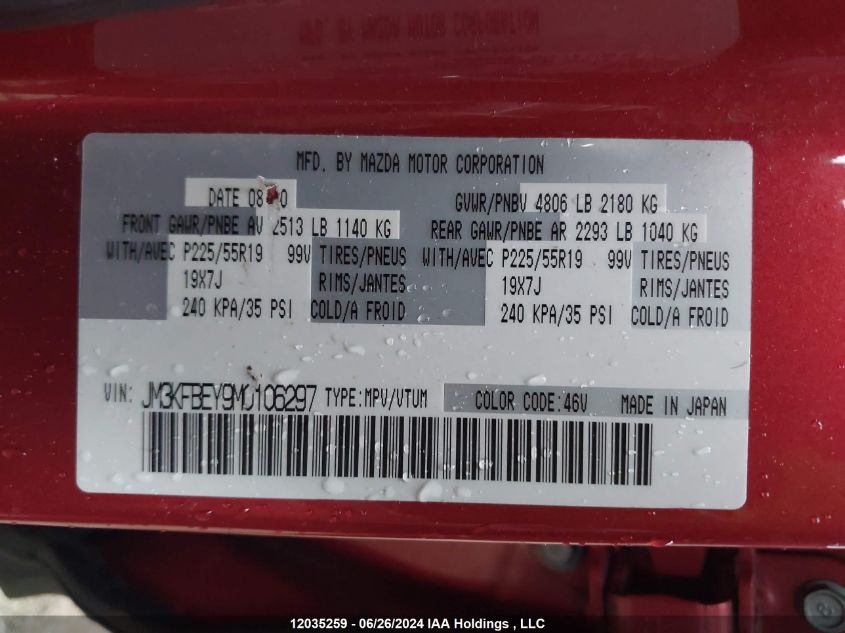 MFD. BY MAZDA MOTOR CORPORATION
DATE GVWR/PNBV 4806 LB 2180 KG
FRONT GAWR/PNBE AV 2513 LB 1140 KG REAR GAWR/PNBE AR 2293 LB 1040 KG
WITH/AVEC P225/55R19 99V TIRES/PNEUS WITH/AVEC P225/55R19 99V TIRES/PNEUS
19X7J RIMS/JANTES 19X7J RIMS/JANTES
240 KPA/35 PSI COLD/A FROID 240 KPA/35 PSI COLD/A FROID
VIN: JM3KFBEY9M0106297 TYPE:MPV/VTUM COLOR CODE:46V MADE IN JAPAN
12035259 - 06/26/2024 IAA Holdings , LLC